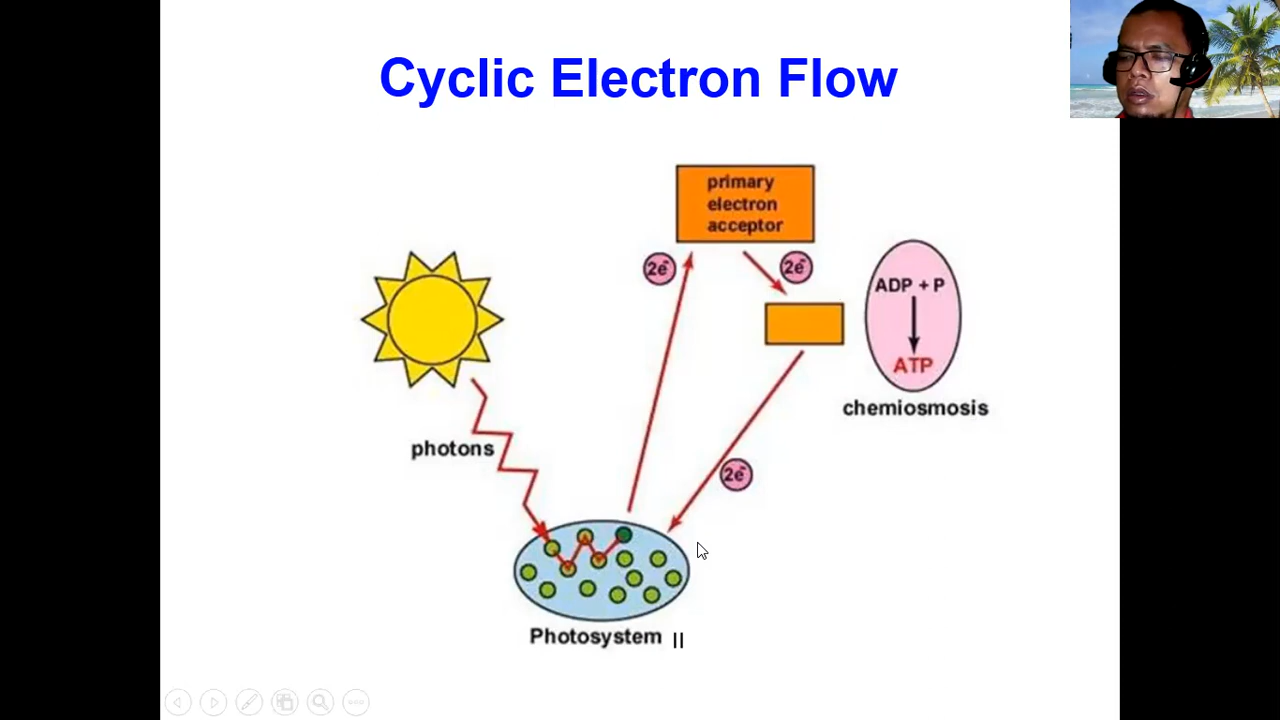 Cyclic Electron Flow
primary
electron
acceptor
2e⁻
2e⁻
ADP + P
ATP
chemiosmosis
photons
2e⁻
Photosystem II